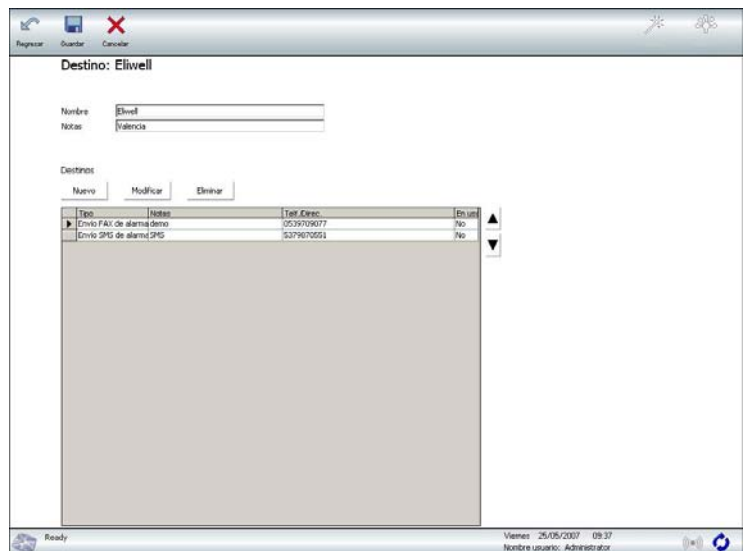 Regresar Guardar Cancelar
Destino: Eliwell
Nombre Eliwell
Notas Valencia
Destinos
Nuevo Modificar Eliminar
Tipo Notas Telf./Direc. En uso
Envío FAX de alarma demo 0539709077 No
Envío SMS de alarma SMS 5379870551 No
Ready Viernes 25/05/2007 09:37
Nombre usuario: Administrator